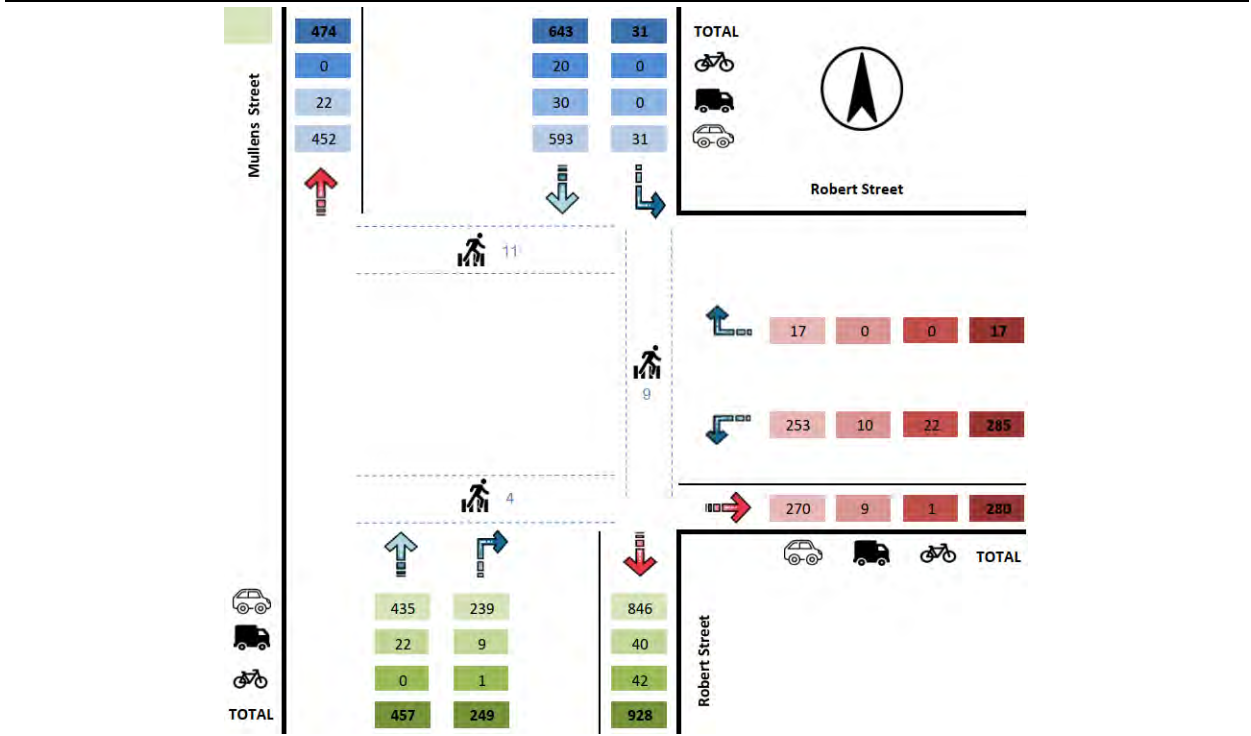 474 643 31 TOTAL
0 20 0
22 30 0
452 593 31
Mullens Street
Robert Street
11
17 0 0 17
9
253 10 22 285
4
270 9 1 280
TOTAL
435 239 846
22 9 40
0 1 42
TOTAL 457 249 928
Robert Street